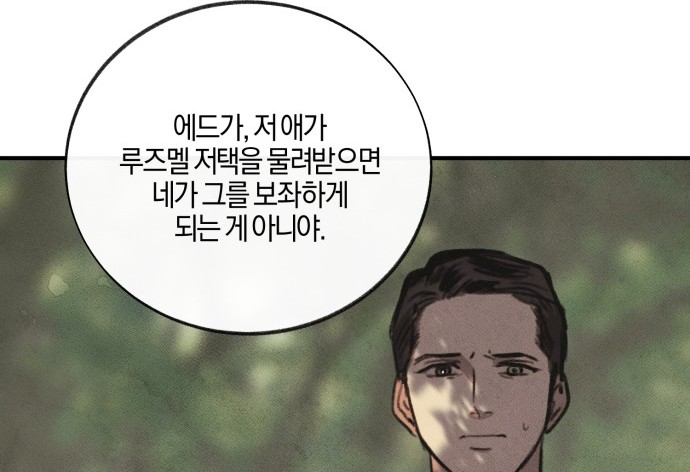 에드가, 저 애가
루즈멜 저택을 물려받으면
네가 그를 보좌하게
되는 게 아니야.